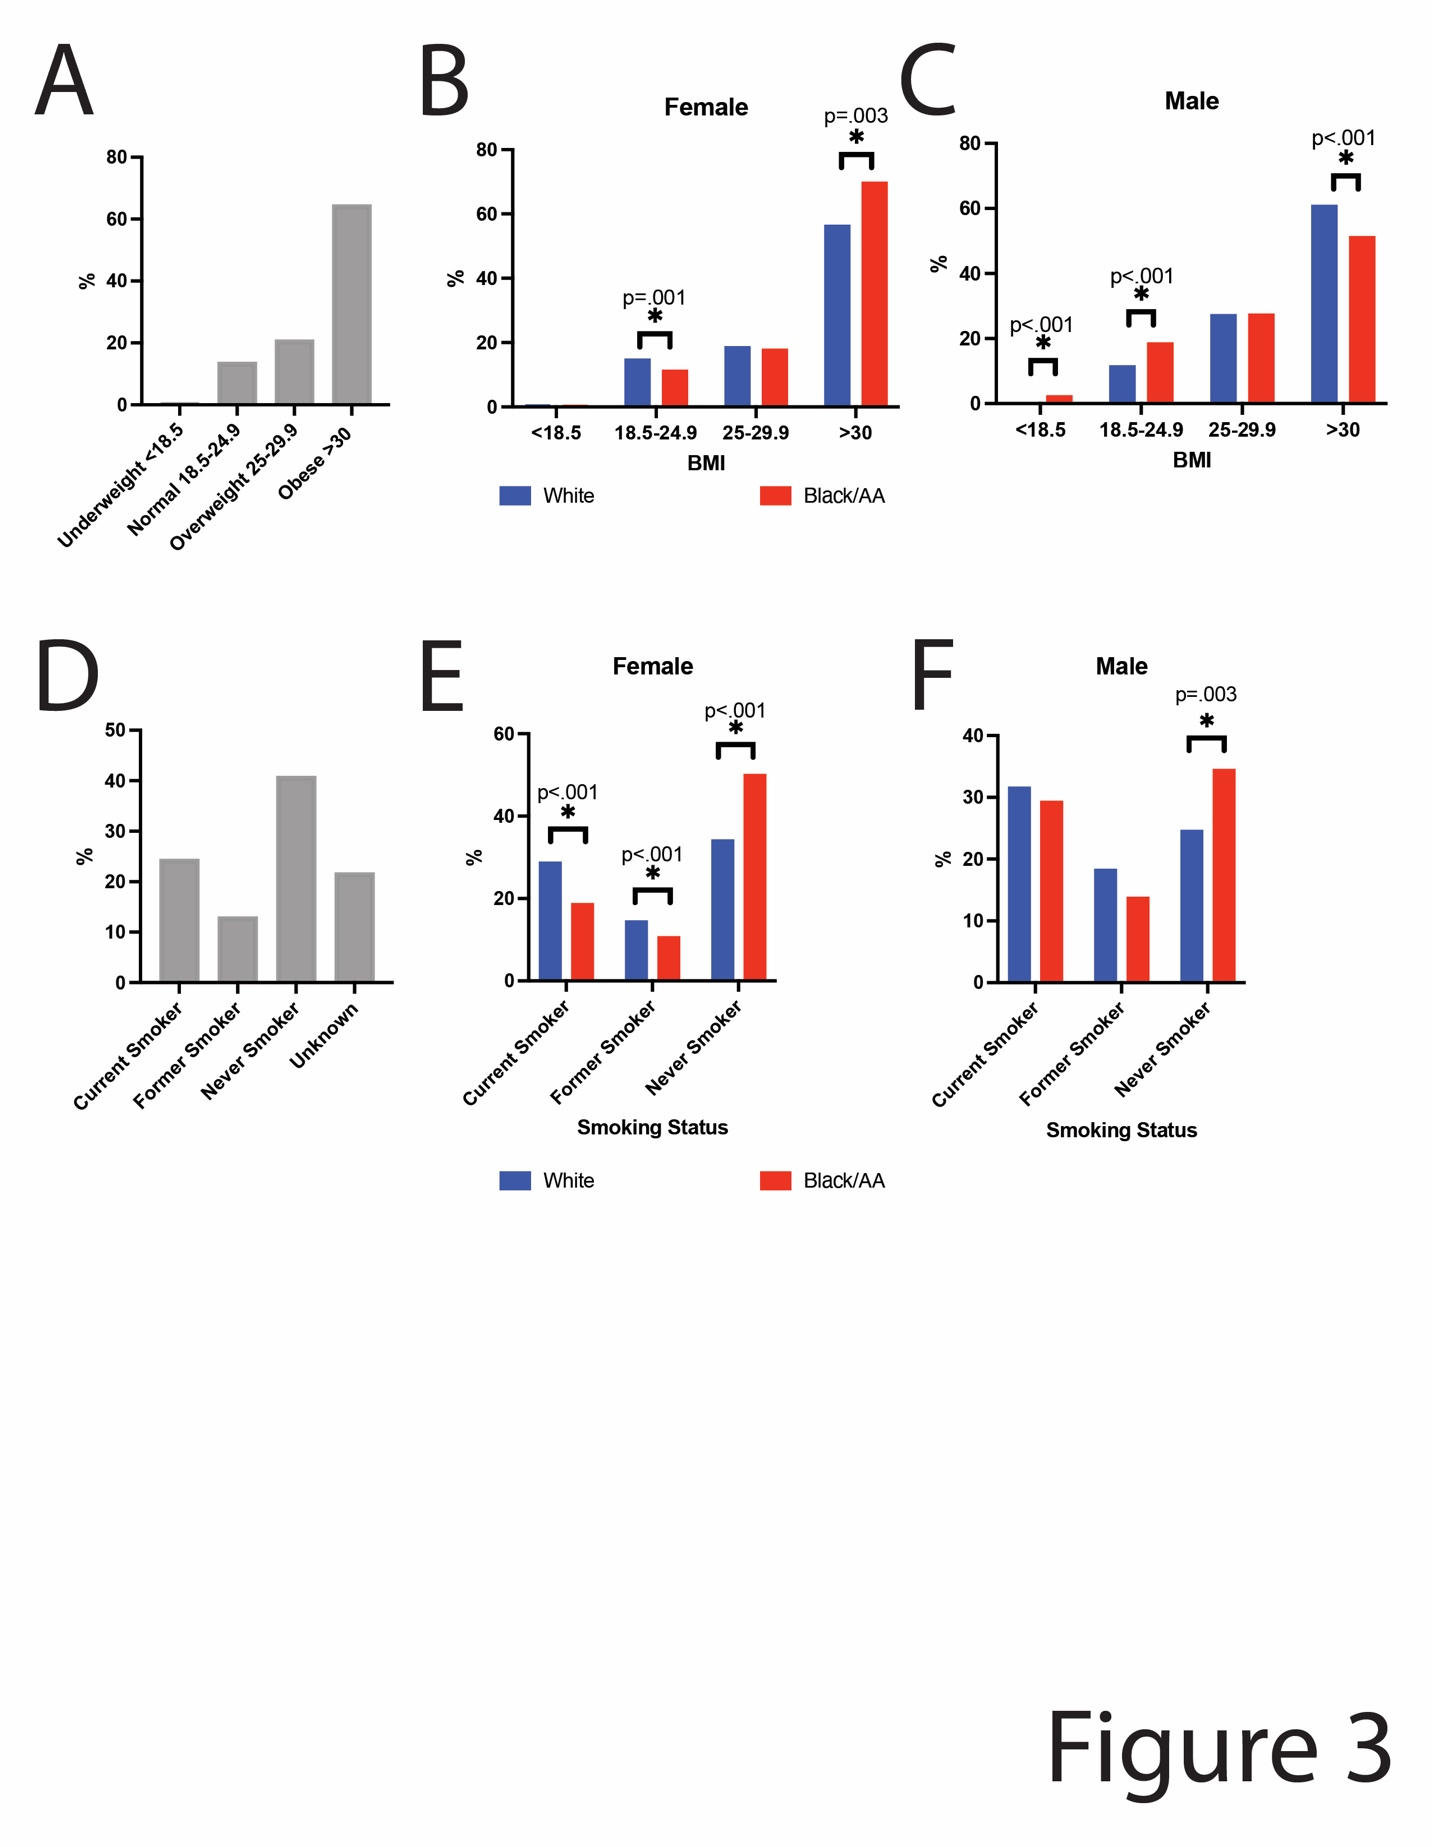 A
80
60
40
20
0
%
Underweight <18.5
Normal 18.5-24.9
Overweight 25-29.9
Obese >30
B
Female
p=.003
*
80
60
40
20
0
%
p=.001
*
<18.5
18.5-24.9
25-29.9
>30
BMI
White
Black/AA
C
Male
p<.001
*
80
60
40
20
0
%
p<.001
*
p<.001
*
<18.5
18.5-24.9
25-29.9
>30
BMI
D
50
40
30
20
10
0
%
Current Smoker
Former Smoker
Never Smoker
Unknown
E
Female
p<.001
*
60
40
20
0
%
p<.001
*
p<.001
*
Current Smoker
Former Smoker
Never Smoker
Smoking Status
White
Black/AA
F
Male
p=.003
*
40
30
20
10
0
%
Current Smoker
Former Smoker
Never Smoker
Smoking Status
Figure 3